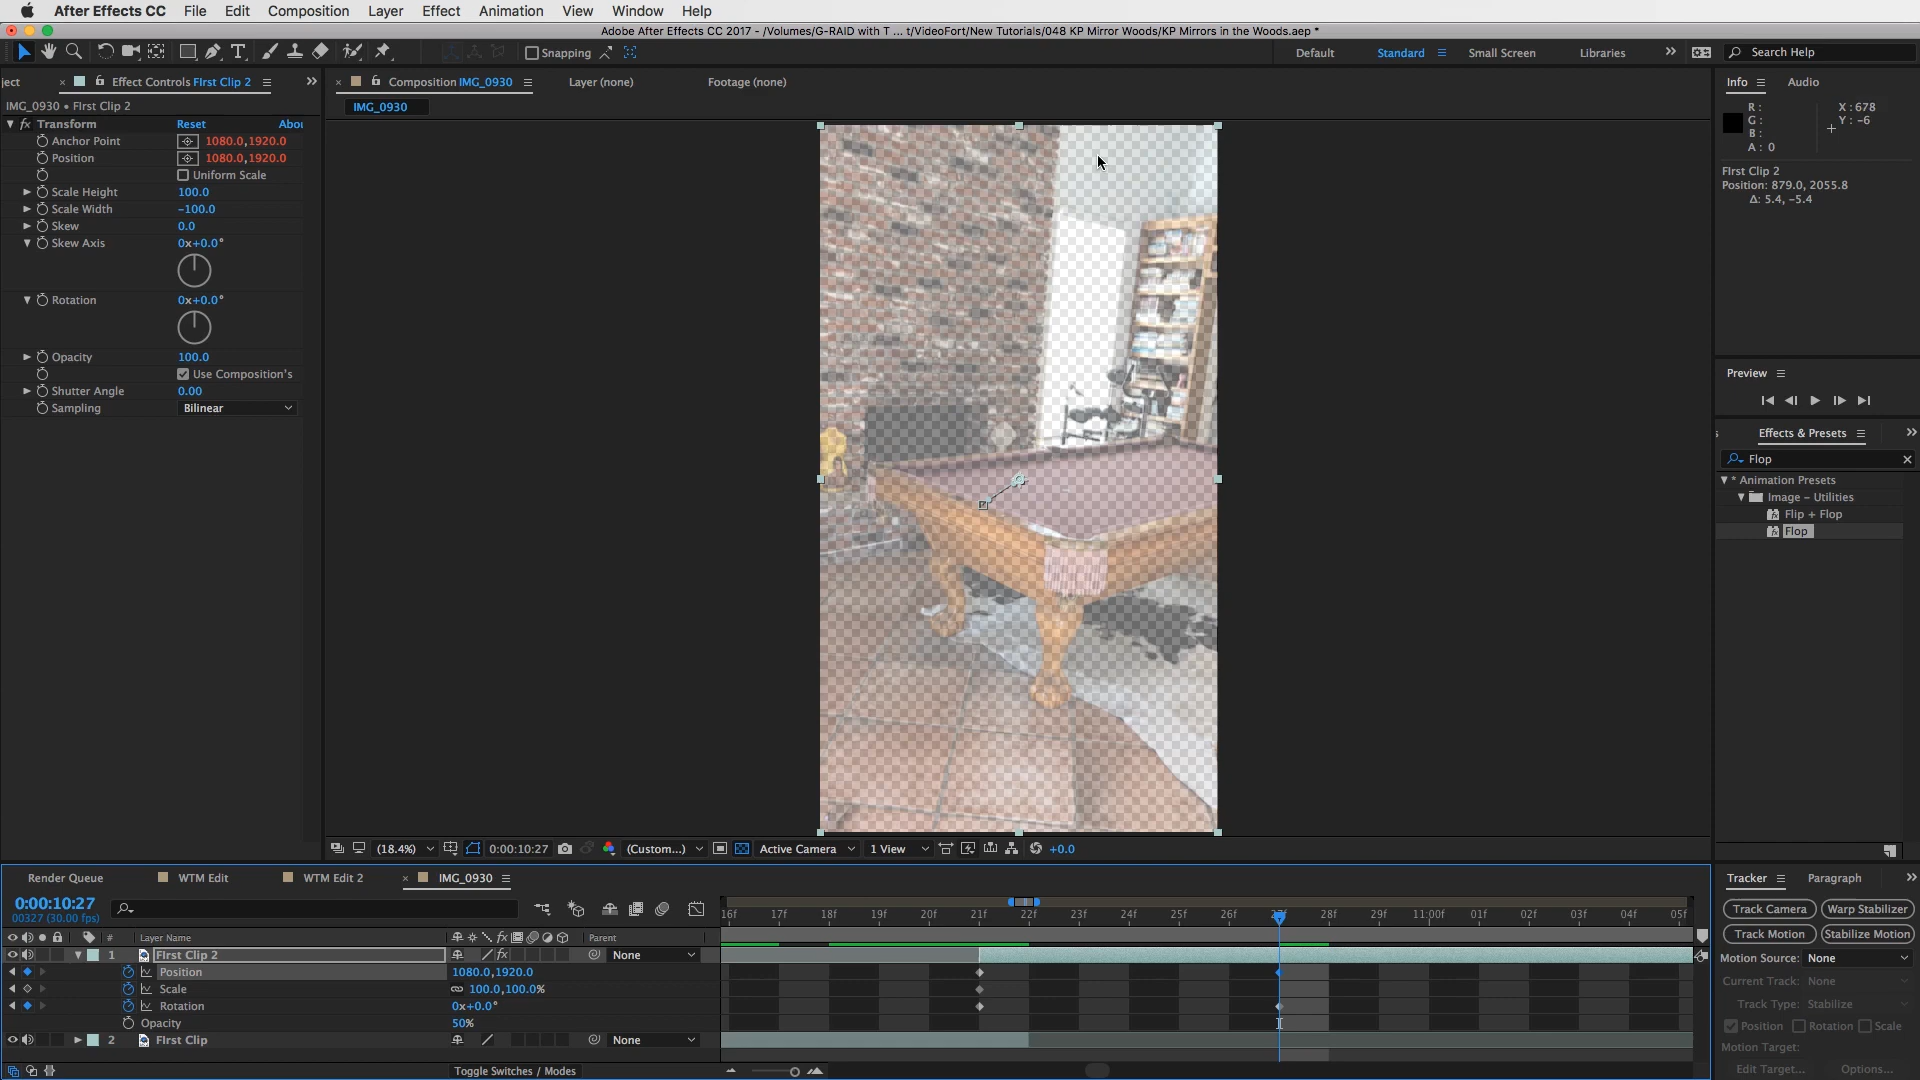 After Effects CC File Edit Composition Layer Effect Animation View Window Help
Adobe After Effects CC 2017 - /Volumes/G-RAID with T ... t/VideoFort/New Tutorials/048 KP Mirror Woods/KP Mirrors in the Woods.aep *
Snapping Default Standard Small Screen Libraries Search Help
ject Effect Controls FIrst Clip 2 Composition IMG_0930 Layer (none) Footage (none) Info Audio
IMG_0930 • FIrst Clip 2 IMG_0930
R: X : 678
G: Y : -6
B:
A: 0
fx Transform Reset Abou
Anchor Point 1080.0,1920.0
Position 1080.0,1920.0
Uniform Scale
Scale Height 100.0
Scale Width -100.0
Skew 0.0
Skew Axis 0x+0.0°
Rotation 0x+0.0°
Opacity 100.0
Use Composition's
Shutter Angle 0.00
Sampling Bilinear
FIrst Clip 2
Position: 879.0, 2055.8
Δ: 5.4, -5.4
Preview
Effects & Presets
Flop
* Animation Presets
Image - Utilities
Flip + Flop
Flop
(18.4%) 0:00:10:27 (Custom...) Active Camera 1 View +0.0
Render Queue WTM Edit WTM Edit 2 IMG_0930
0:00:10:27
00327 (30.00 fps)
16f 17f 18f 19f 20f 21f 22f 23f 24f 25f 26f 27f 28f 29f 11:00f 01f 02f 03f 04f 05f
# Layer Name fx Parent
1 FIrst Clip 2 fx None
Position 1080.0,1920.0
Scale 100.0,100.0%
Rotation 0x+0.0°
Opacity 50%
2 FIrst Clip None
Toggle Switches / Modes
Tracker Paragraph
Track Camera Warp Stabilizer
Track Motion Stabilize Motion
Motion Source: None
Current Track: None
Track Type: Stabilize
Position Rotation Scale
Motion Target:
Edit Target... Options...